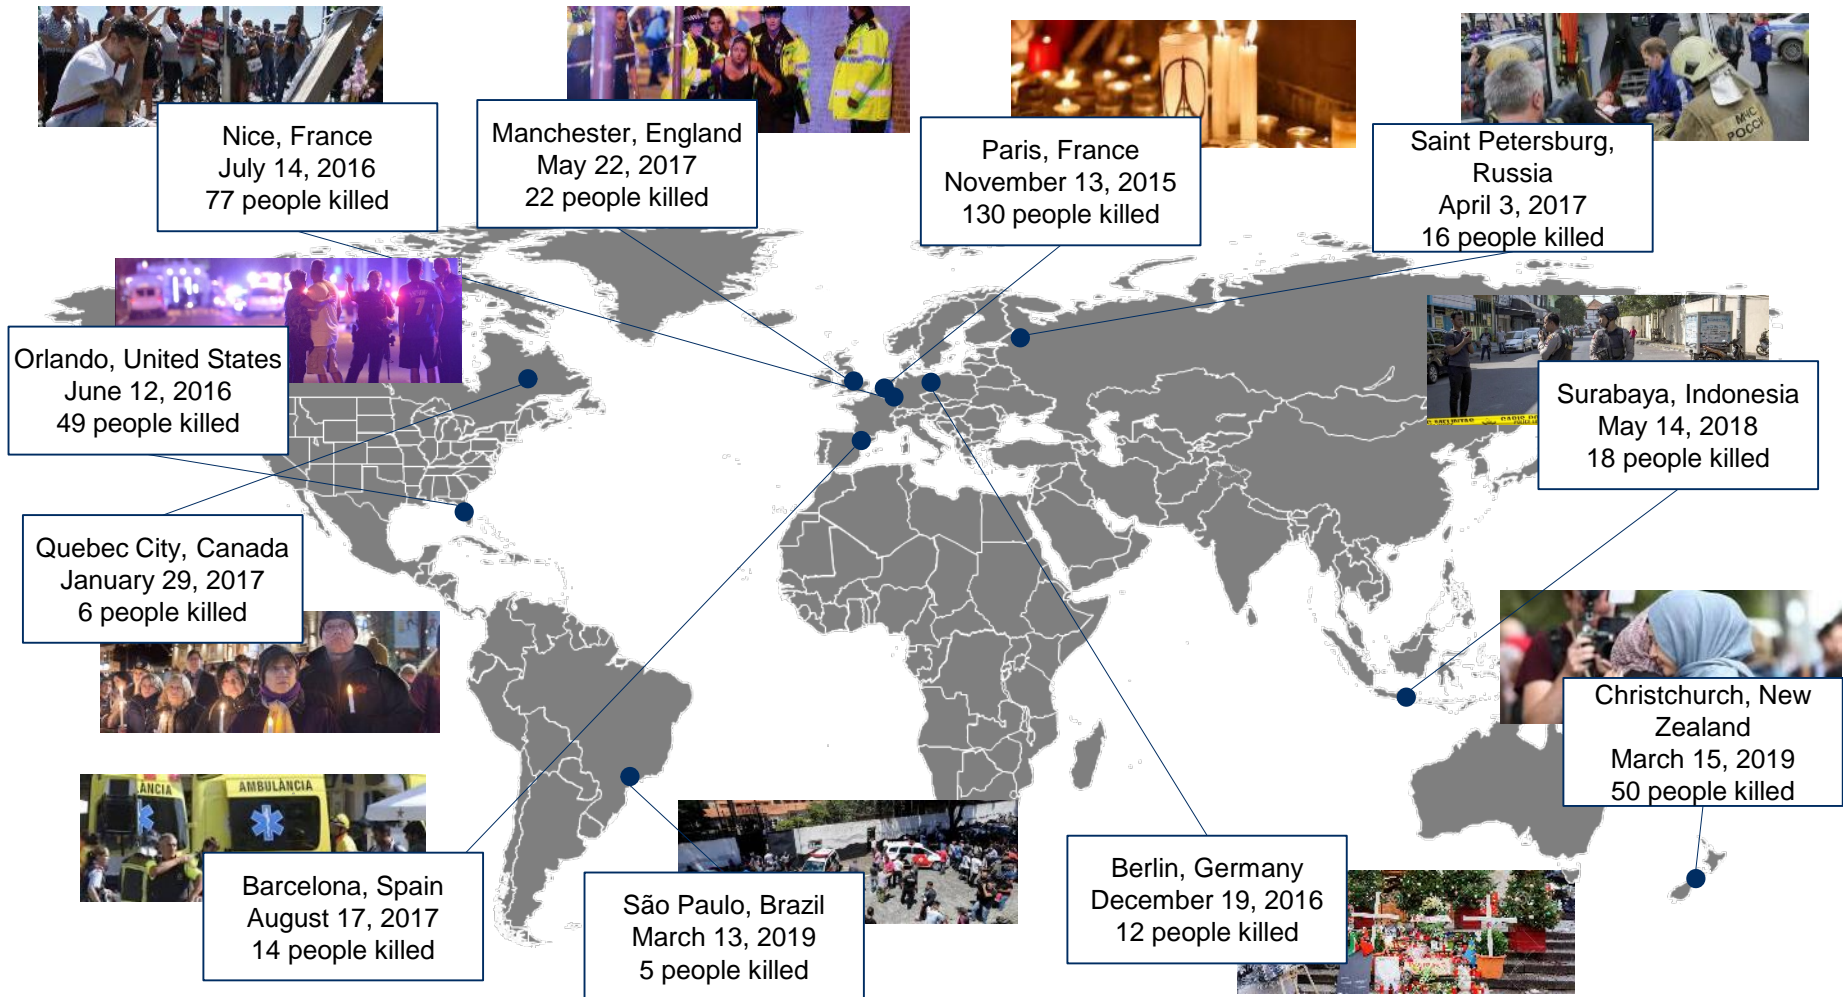 Nice, France
July 14, 2016
77 people killed
Manchester, England
May 22, 2017
22 people killed
Paris, France
November 13, 2015
130 people killed
Saint Petersburg,
Russia
April 3, 2017
16 people killed
МЧС
РОССИИ
Orlando, United States
June 12, 2016
49 people killed
7
Surabaya, Indonesia
May 14, 2018
18 people killed
Quebec City, Canada
January 29, 2017
6 people killed
Christchurch, New
Zealand
March 15, 2019
50 people killed
ANCIA
AMBULÀNCIA
Barcelona, Spain
August 17, 2017
14 people killed
São Paulo, Brazil
March 13, 2019
5 people killed
Berlin, Germany
December 19, 2016
12 people killed